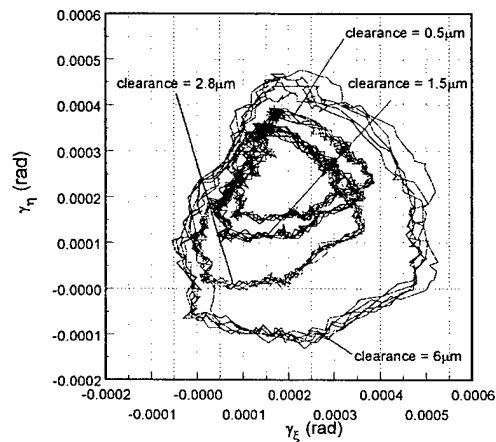 0.0006
0.0005
0.0004
0.0003
0.0002
0.0001
-0.0000
-0.0001
-0.0002
γη (rad)
clearance = 0.5μm
clearance = 2.8μm
clearance = 1.5μm
clearance = 6μm
-0.0002 -0.0000 0.0002 0.0004 0.0006
-0.0001 0.0001 0.0003 0.0005
γξ (rad)